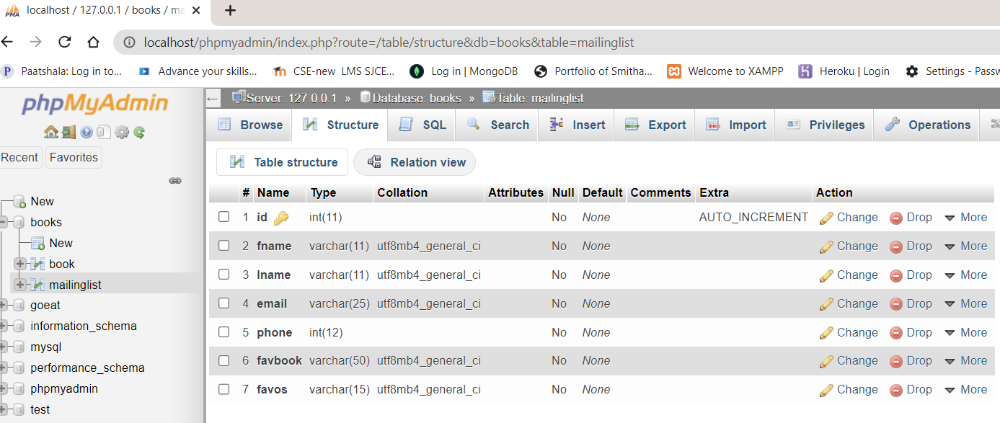 localhost / 127.0.0.1 / books / ma
localhost/phpmyadmin/index.php?route=/table/structure&db=books&table=mailinglist
P Paatshala: Log in to... Advance your skills... CSE-new LMS SJCE... Log in | MongoDB Portfolio of Smitha... Welcome to XAMPP Heroku | Login Settings - Passw
phpMyAdmin
Recent Favorites
New
books
New
book
mailinglist
goeat
information_schema
mysql
performance_schema
phpmyadmin
test
Server: 127.0.0.1 » Database: books » Table: mailinglist
Browse Structure SQL Search Insert Export Import Privileges Operations
Table structure Relation view
# Name Type Collation Attributes Null Default Comments Extra Action
1 id int(11) No None AUTO_INCREMENT Change Drop More
2 fname varchar(11) utf8mb4_general_ci No None Change Drop More
3 lname varchar(11) utf8mb4_general_ci No None Change Drop More
4 email varchar(25) utf8mb4_general_ci No None Change Drop More
5 phone int(12) No None Change Drop More
6 favbook varchar(50) utf8mb4_general_ci No None Change Drop More
7 favos varchar(15) utf8mb4_general_ci No None Change Drop More